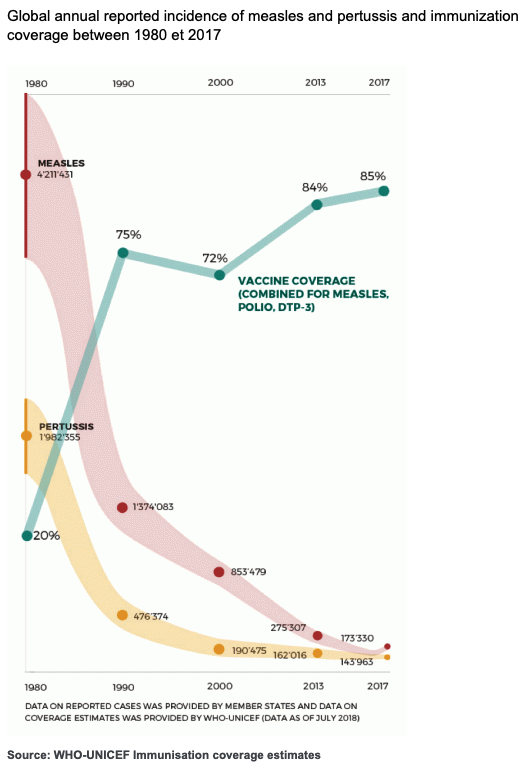 Global annual reported incidence of measles and pertussis and immunization
coverage between 1980 et 2017
1980 1990 2000 2013 2017
MEASLES
4'211'431
85%
84%
75%
72%
VACCINE COVERAGE
(COMBINED FOR MEASLES,
POLIO, DTP-3)
PERTUSSIS
1'982'355
1'374'083
20%
853'479
476'374
275'307
173'330
190'475
162'016
143'963
1980 1990 2000 2013 2017
DATA ON REPORTED CASES WAS PROVIDED BY MEMBER STATES AND DATA ON
COVERAGE ESTIMATES WAS PROVIDED BY WHO-UNICEF (DATA AS OF JULY 2018)
Source: WHO-UNICEF Immunisation coverage estimates